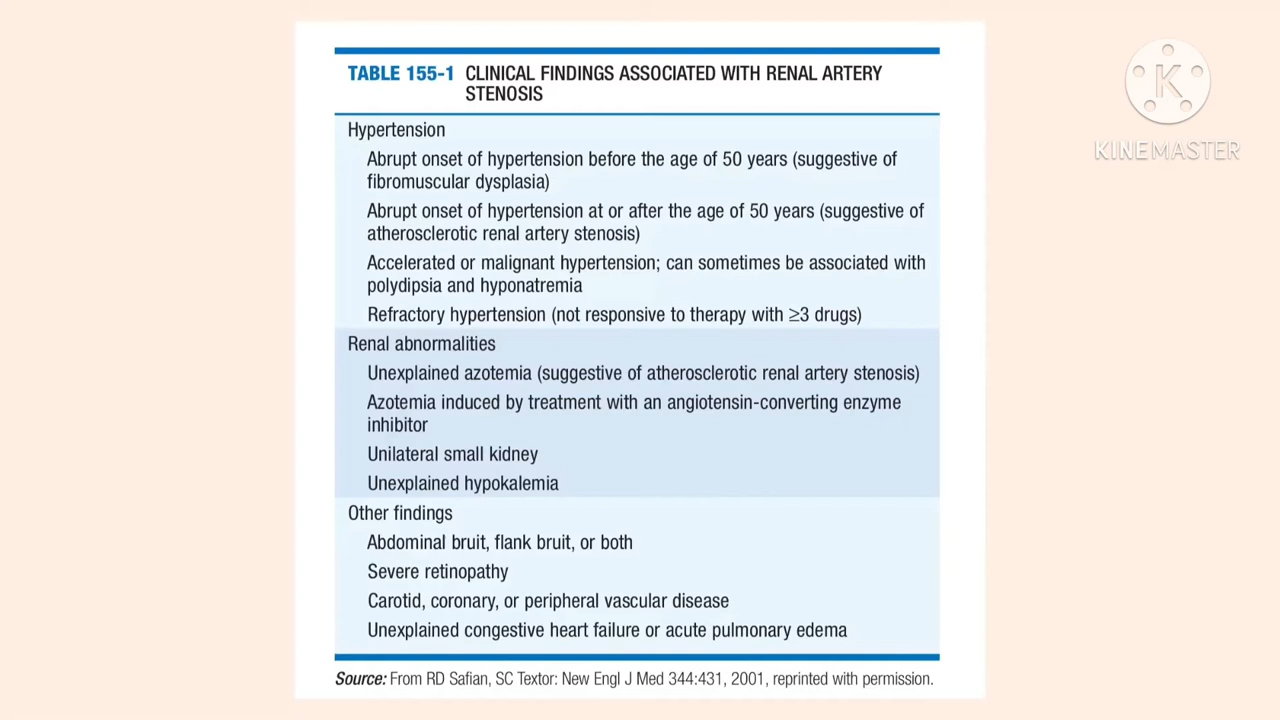 TABLE 155-1 CLINICAL FINDINGS ASSOCIATED WITH RENAL ARTERY
STENOSIS
Hypertension
Abrupt onset of hypertension before the age of 50 years (suggestive of
fibromuscular dysplasia)
Abrupt onset of hypertension at or after the age of 50 years (suggestive of
atherosclerotic renal artery stenosis)
Accelerated or malignant hypertension; can sometimes be associated with
polydipsia and hyponatremia
Refractory hypertension (not responsive to therapy with ≥3 drugs)
Renal abnormalities
Unexplained azotemia (suggestive of atherosclerotic renal artery stenosis)
Azotemia induced by treatment with an angiotensin-converting enzyme
inhibitor
Unilateral small kidney
Unexplained hypokalemia
Other findings
Abdominal bruit, flank bruit, or both
Severe retinopathy
Carotid, coronary, or peripheral vascular disease
Unexplained congestive heart failure or acute pulmonary edema
Source: From RD Safian, SC Textor: New Engl J Med 344:431, 2001, reprinted with permission.
K
KINEMASTER